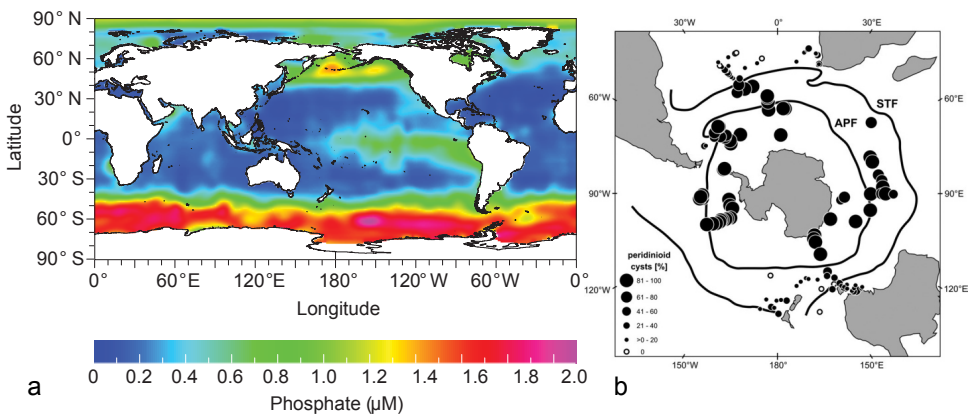 90° N
60° N
30° N
0°
30° S
60° S
90° S
Latitude
0
60° E
120° E
180
120° W
60° W
0°
Longitude
0
0.2
0.4
0.6
0.8
1.0
1.2
1.4
1.6
1.8
2.0
Phosphate (µM)
a
30°W
0°
30°E
60°W
60°E
90°W
90°E
120°W
120°E
150°W
180°
150°E
STF
APF
peridinioid
cysts [%]
81 - 100
61 - 80
41 - 60
21 - 40
>0 - 20
0
b